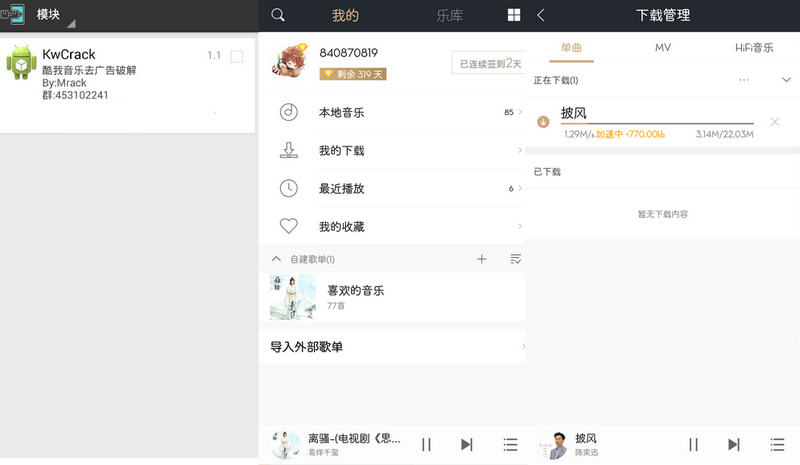 模块
KwCrack
1.1
酷我音乐去广告破解
By:Mrack
群:453102241
我的
乐库
840870819
剩余 319 天
已连续签到2天
本地音乐
85
我的下载
最近播放
6
我的收藏
自建歌单(1)
喜欢的音乐
77首
导入外部歌单
离骚-(电视剧《思...
易烊千玺
下载管理
单曲
MV
HiFi音乐
正在下载(1)
披风
1.29M/s 加速中 +770.00kb
3.14M/22.03M
已下载
暂无下载内容
披风
陈奕迅